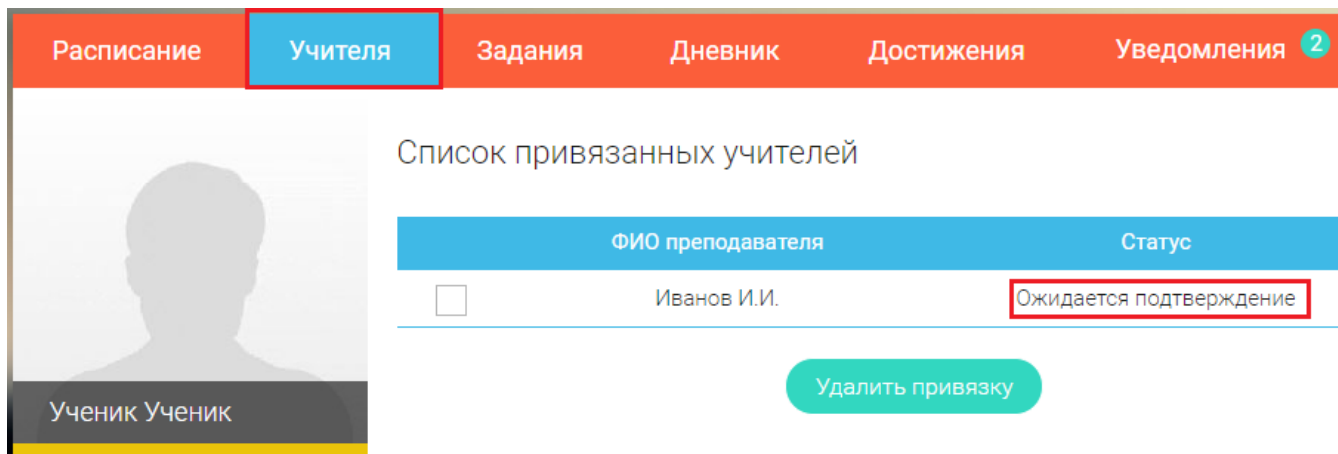 Расписание Учителя Задания Дневник Достижения Уведомления 2
Список привязанных учителей
ФИО преподавателя Статус
Иванов И.И. Ожидается подтверждение
Удалить привязку
Ученик Ученик